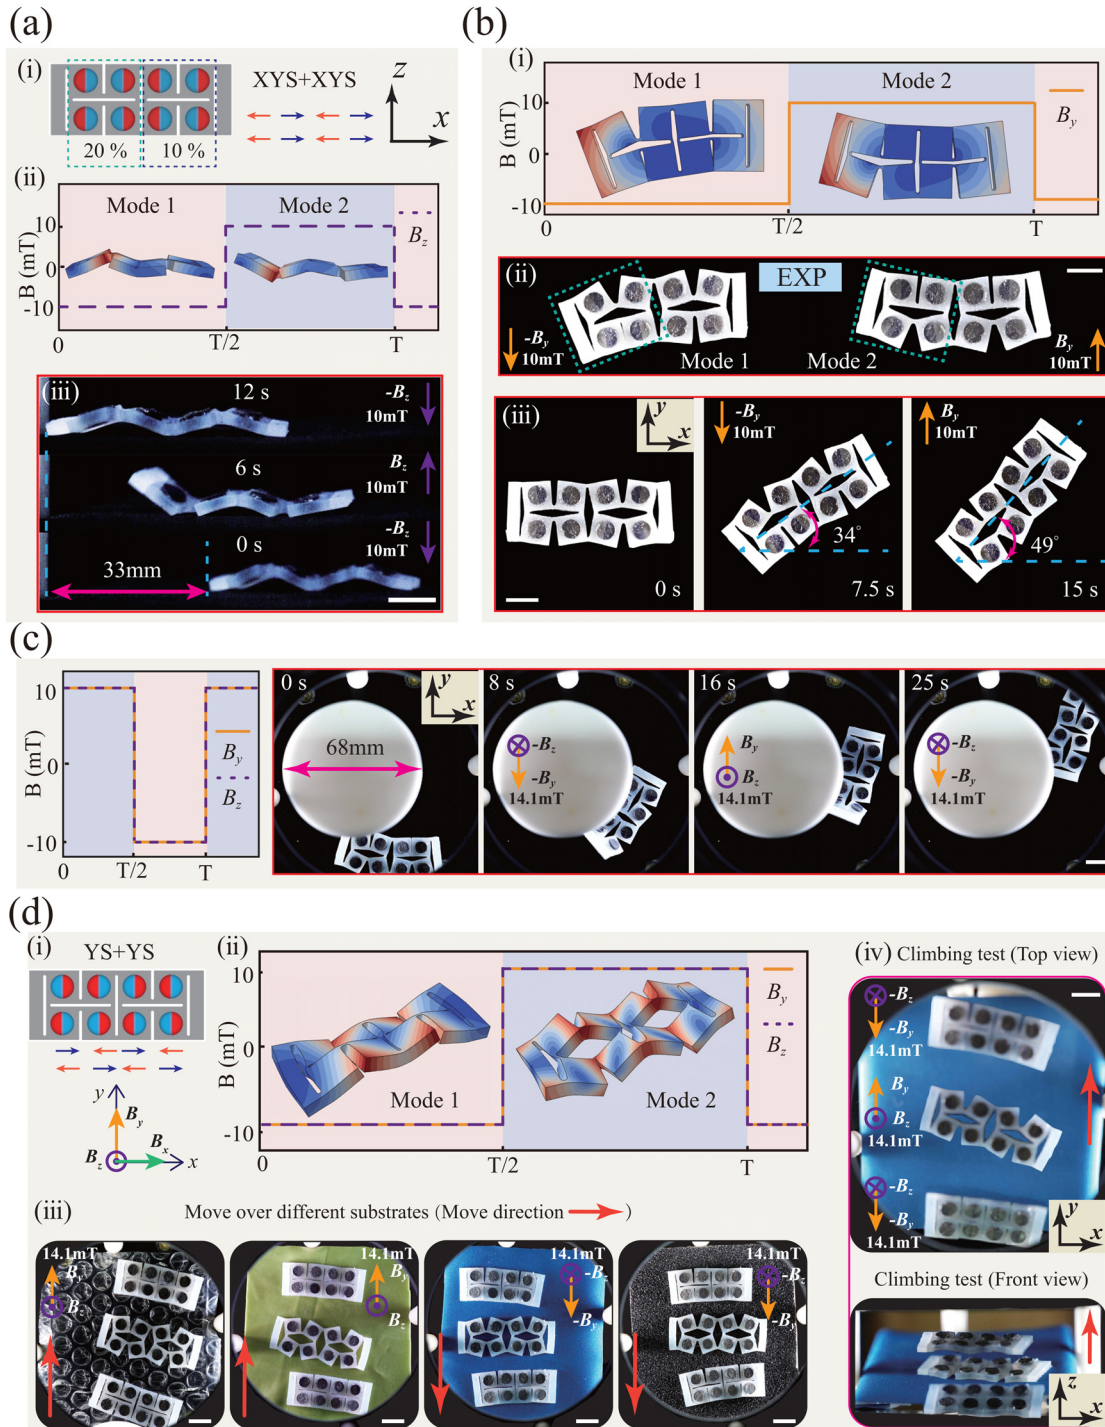 (a)
(i)
XYS+XYS
z
x
20 %
10 %
(ii)
Mode 1
Mode 2
B (mT)
10
0
-10
B_z
0
T/2
T
(iii)
12 s
-B_z
10mT
6 s
B_z
10mT
0 s
-B_z
10mT
33mm
(b)
(i)
Mode 1
Mode 2
B (mT)
10
0
-10
B_y
0
T/2
T
(ii)
EXP
-B_y
10mT
Mode 1
Mode 2
B_y
10mT
(iii)
y
x
0 s
-B_y
10mT
34°
7.5 s
B_y
10mT
49°
15 s
(c)
B (mT)
10
0
-10
B_y
B_z
0
T/2
T
0 s
y
x
68mm
8 s
-B_z
-B_y
14.1mT
16 s
B_y
B_z
14.1mT
25 s
-B_z
-B_y
14.1mT
(d)
(i)
YS+YS
y
B_y
B_x
B_z
x
(ii)
B (mT)
10
0
-10
Mode 1
Mode 2
B_y
B_z
0
T/2
T
(iii)
Move over different substrates (Move direction → )
14.1mT
B_y
B_z
14.1mT
B_y
B_z
14.1mT
-B_z
-B_y
14.1mT
-B_z
-B_y
(iv)
Climbing test (Top view)
-B_z
-B_y
14.1mT
B_y
B_z
14.1mT
-B_z
-B_y
14.1mT
y
x
Climbing test (Front view)
z
x